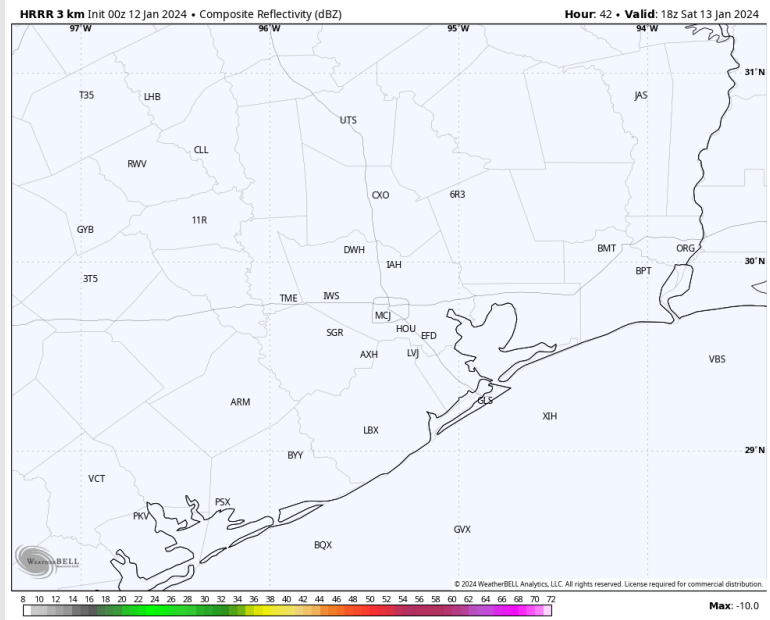 HRRR 3 km Init 00z 12 Jan 2024 • Composite Reflectivity (dBZ) Hour: 42 • Valid: 18z Sat 13 Jan 2024
97°W 96°W 95°W 94°W
31°N
T35 LHB JAS
UTS
CLL
RWV
CXO 6R3
11R
GYB
DWH BMT ORG
30°N
IAH
BPT
3T5
TME IWS
MCJ
SGR HOU EFD
AXH LVJ
VBS
ARM GLS
XIH
LBX
29°N
BYY
VCT
PSX
PKV
GVX
BQX
WEATHERBELL
© 2024 WeatherBELL Analytics, LLC. All rights reserved. License required for commercial distribution.
8 10 12 14 16 18 20 22 24 26 28 30 32 34 36 38 40 42 44 46 48 50 52 54 56 58 60 62 64 66 68 70 72
Max: -10.0